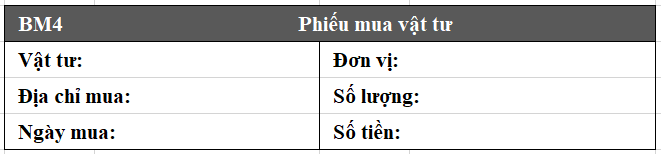 BM4 Phiếu mua vật tư
Vật tư: Đơn vị:
Địa chỉ mua: Số lượng:
Ngày mua: Số tiền: